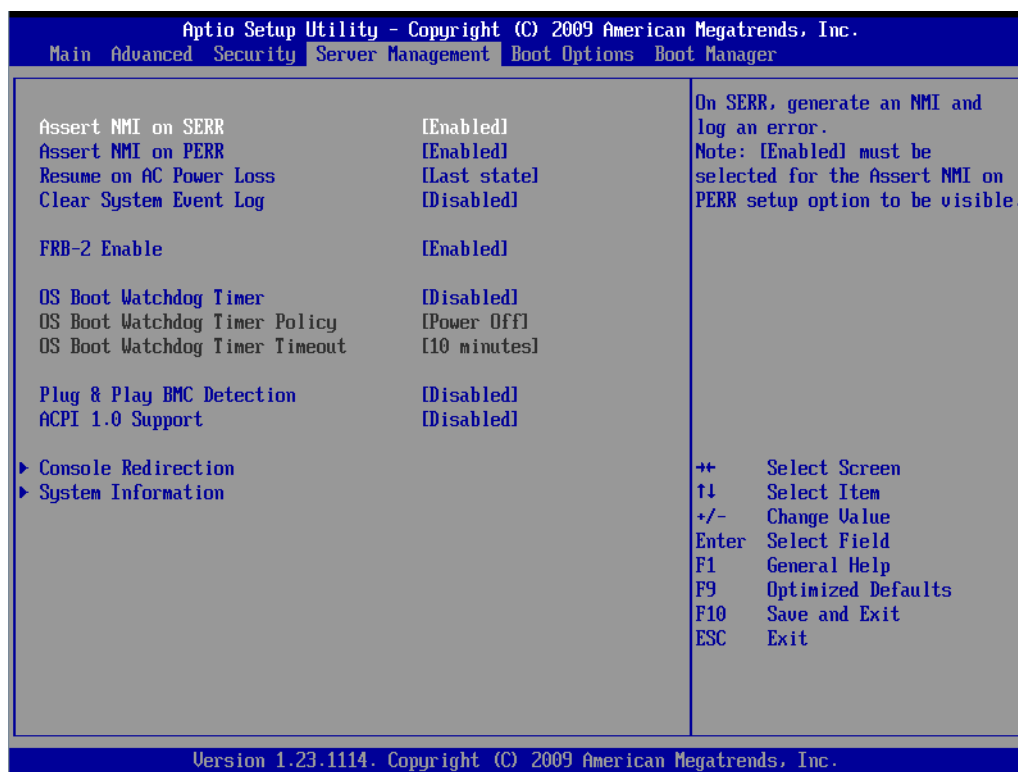 Aptio Setup Utility - Copyright (C) 2009 American Megatrends, Inc.
Main Advanced Security Server Management Boot Options Boot Manager
Assert NMI on SERR [Enabled]
Assert NMI on PERR [Enabled]
Resume on AC Power Loss [Last state]
Clear System Event Log [Disabled]
FRB-2 Enable [Enabled]
OS Boot Watchdog Timer [Disabled]
OS Boot Watchdog Timer Policy [Power Off]
OS Boot Watchdog Timer Timeout [10 minutes]
Plug & Play BMC Detection [Disabled]
ACPI 1.0 Support [Disabled]
Console Redirection
System Information
On SERR, generate an NMI and
log an error.
Note: [Enabled] must be
selected for the Assert NMI on
PERR setup option to be visible.
→← Select Screen
↑↓ Select Item
+/- Change Value
Enter Select Field
F1 General Help
F9 Optimized Defaults
F10 Save and Exit
ESC Exit
Version 1.23.1114. Copyright (C) 2009 American Megatrends, Inc.